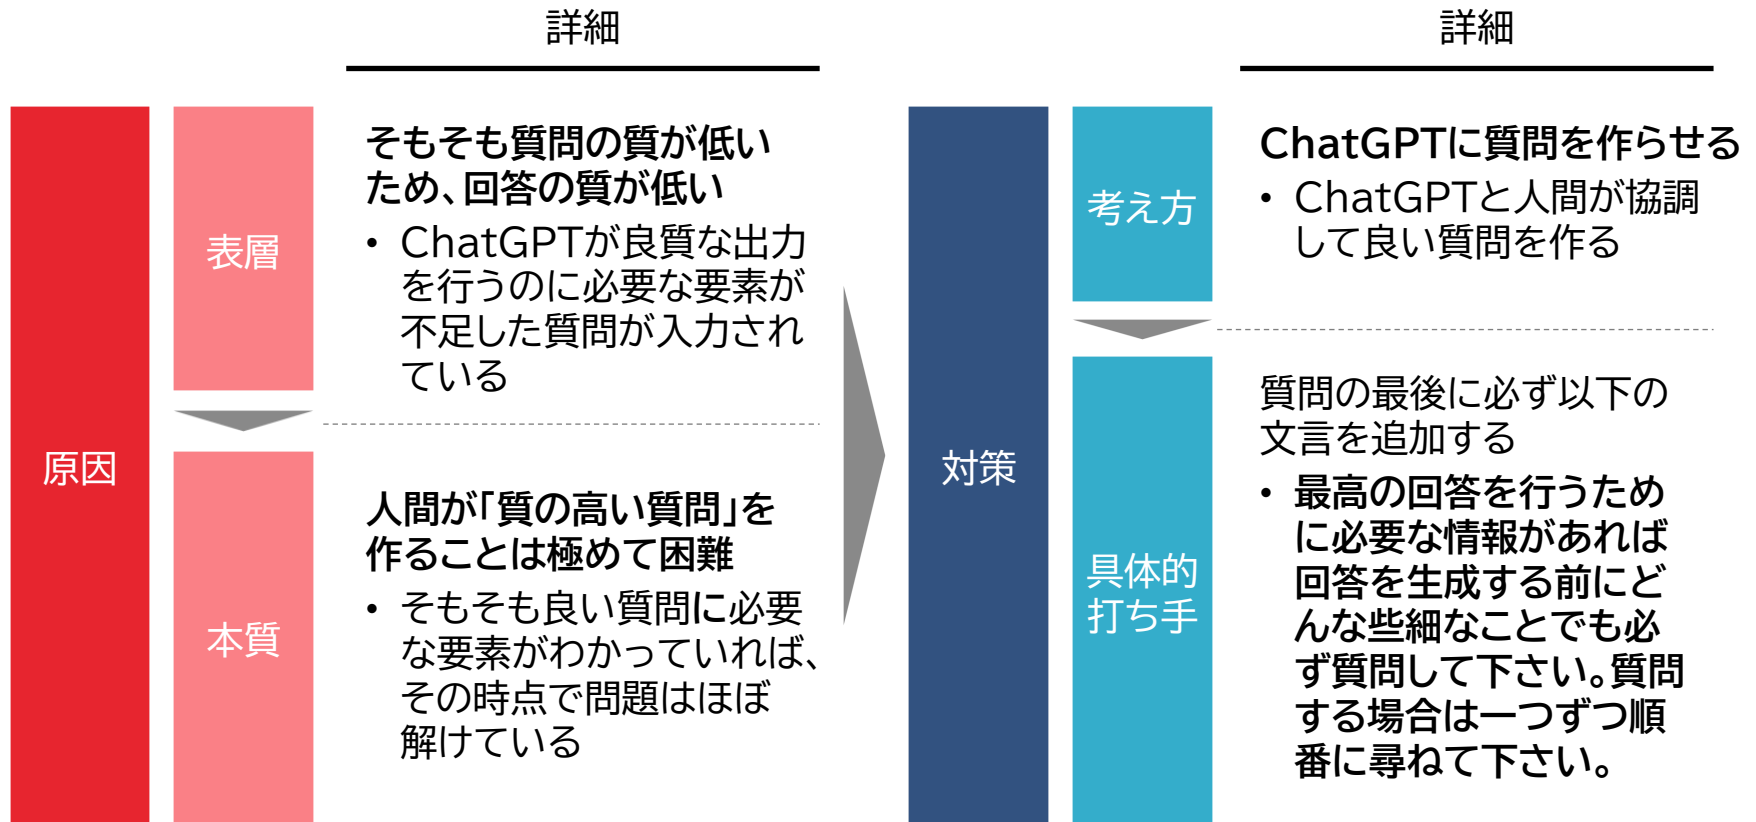 詳細
原因
表層
そもそも質問の質が低い
ため、回答の質が低い
• ChatGPTが良質な出力
を行うのに必要な要素が
不足した質問が入力され
ている
本質
人間が「質の高い質問」を
作ることは極めて困難
• そもそも良い質問に必要
な要素がわかっていれば、
その時点で問題はほぼ
解けている
詳細
対策
考え方
ChatGPTに質問を作らせる
• ChatGPTと人間が協調
して良い質問を作る
具体的
打ち手
質問の最後に必ず以下の
文言を追加する
• 最高の回答を行うため
に必要な情報があれば
回答を生成する前にど
んな些細なことでも必
ず質問して下さい。質問
する場合は一つずつ順
番に尋ねて下さい。